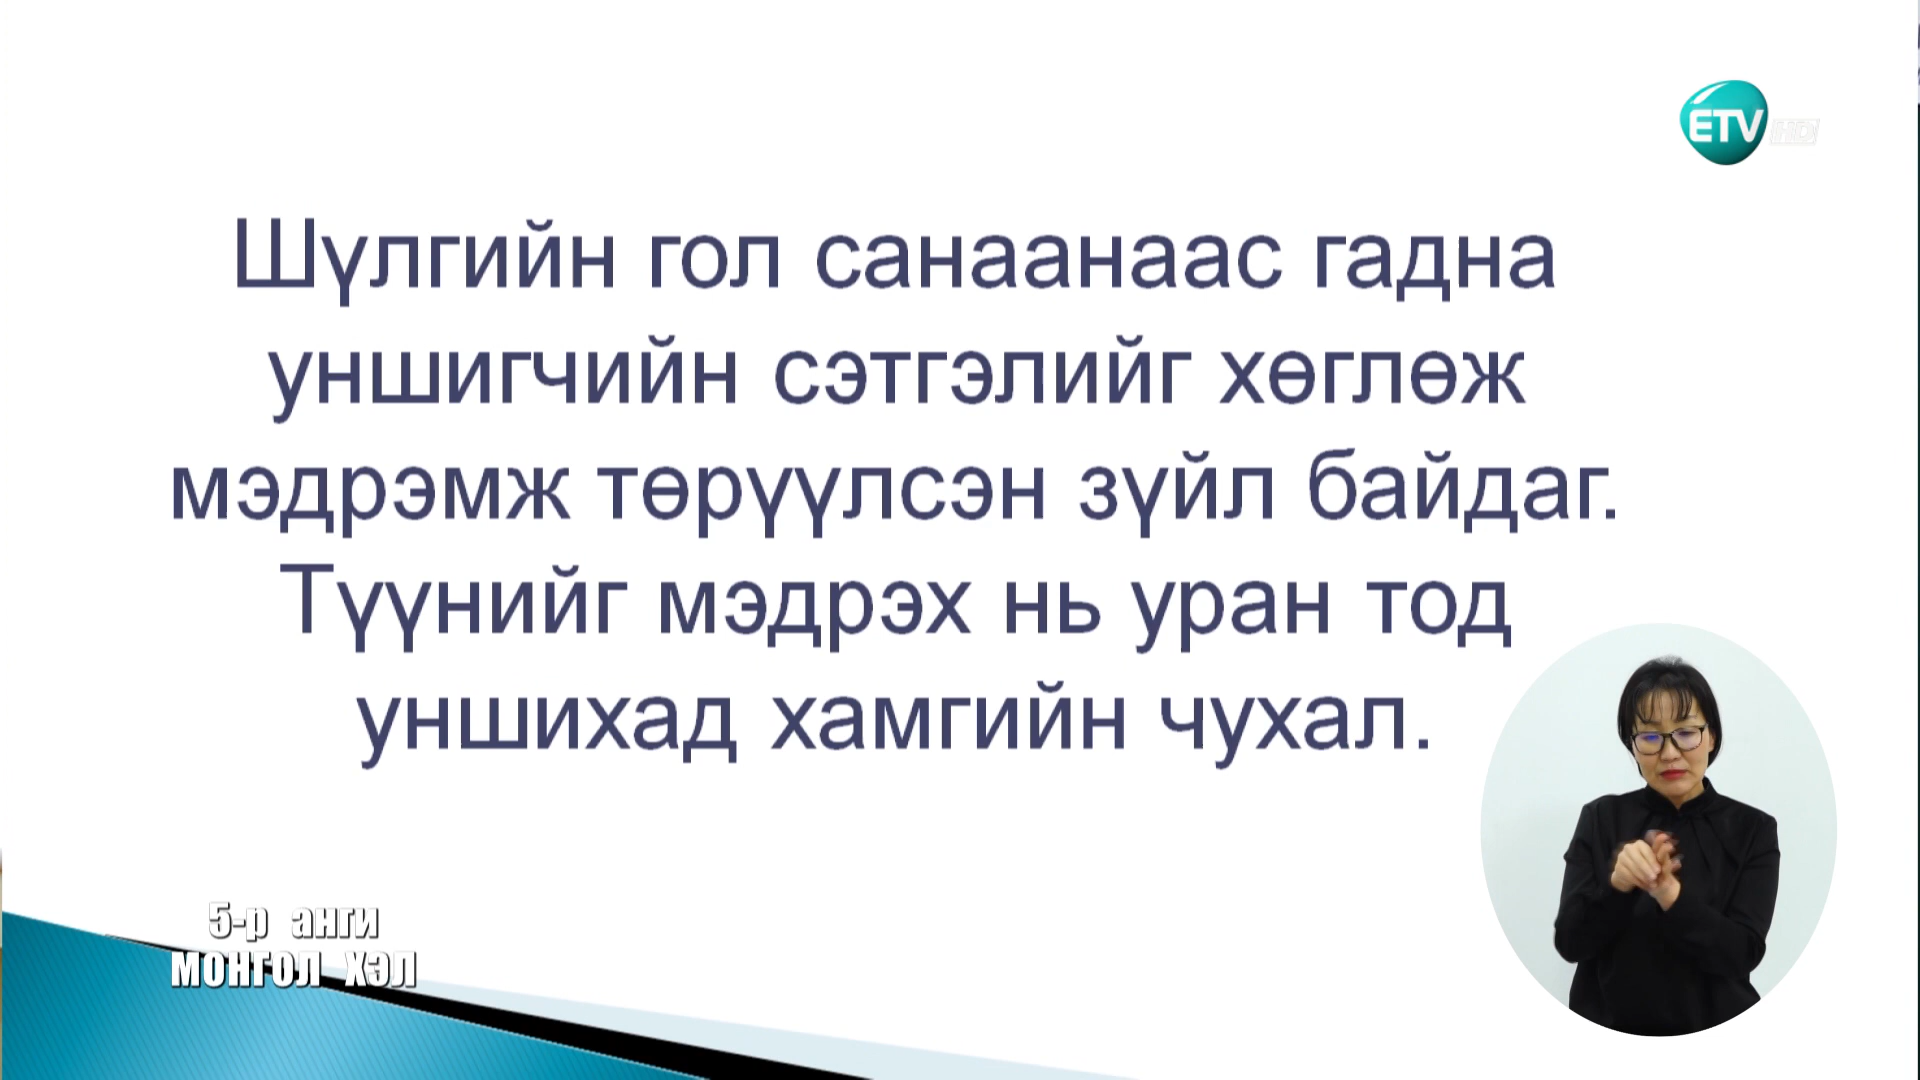 ETV HD
Шүлгийн гол санаанаас гадна
уншигчийн сэтгэлийг хөглөж
мэдрэмж төрүүлсэн зүйл байдаг.
Түүнийг мэдрэх нь уран тод
уншихад хамгийн чухал.
5-р анги
МОНГОЛ ХЭЛ